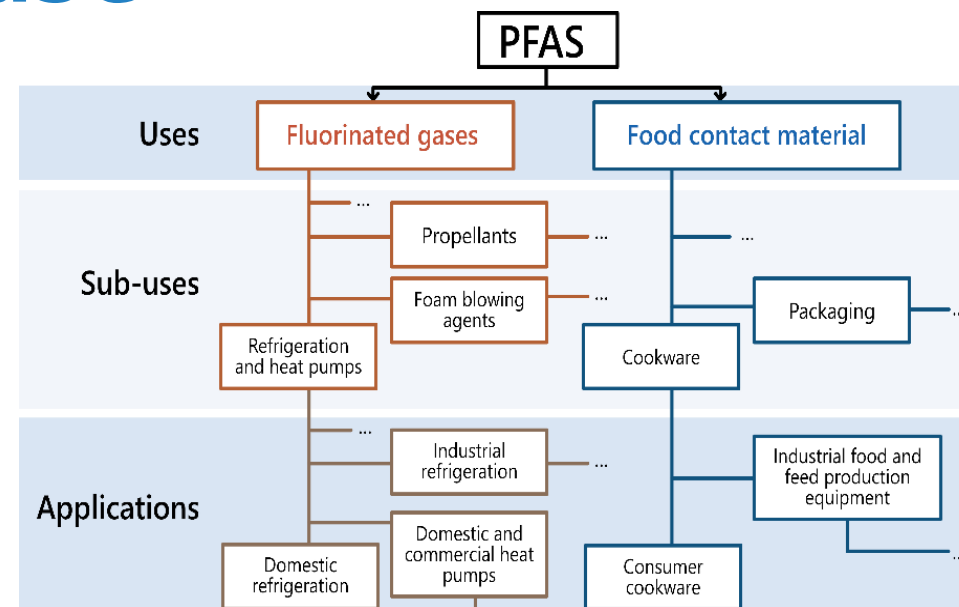 PFAS
Uses
Fluorinated gases
Food contact material
...
Propellants
...
...
Sub-uses
Foam blowing
agents
...
Packaging
...
Refrigeration
and heat pumps
Cookware
...
Industrial
refrigeration
...
Industrial food and
feed production
equipment
Applications
Domestic and
commercial heat
pumps
...
Domestic
refrigeration
Consumer
cookware